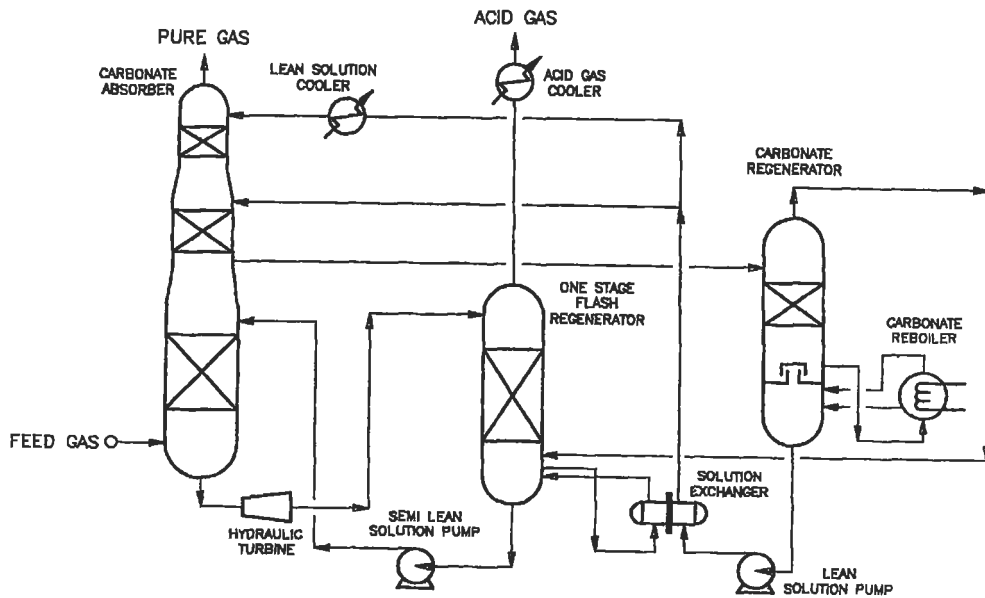 ACID GAS
PURE GAS
CARBONATE
ABSORBER
LEAN SOLUTION
COOLER
ACID GAS
COOLER
CARBONATE
REGENERATOR
ONE STAGE
FLASH
REGENERATOR
CARBONATE
REBOILER
FEED GAS
SOLUTION
EXCHANGER
SEMI LEAN
SOLUTION PUMP
HYDRAULIC
TURBINE
LEAN
SOLUTION PUMP